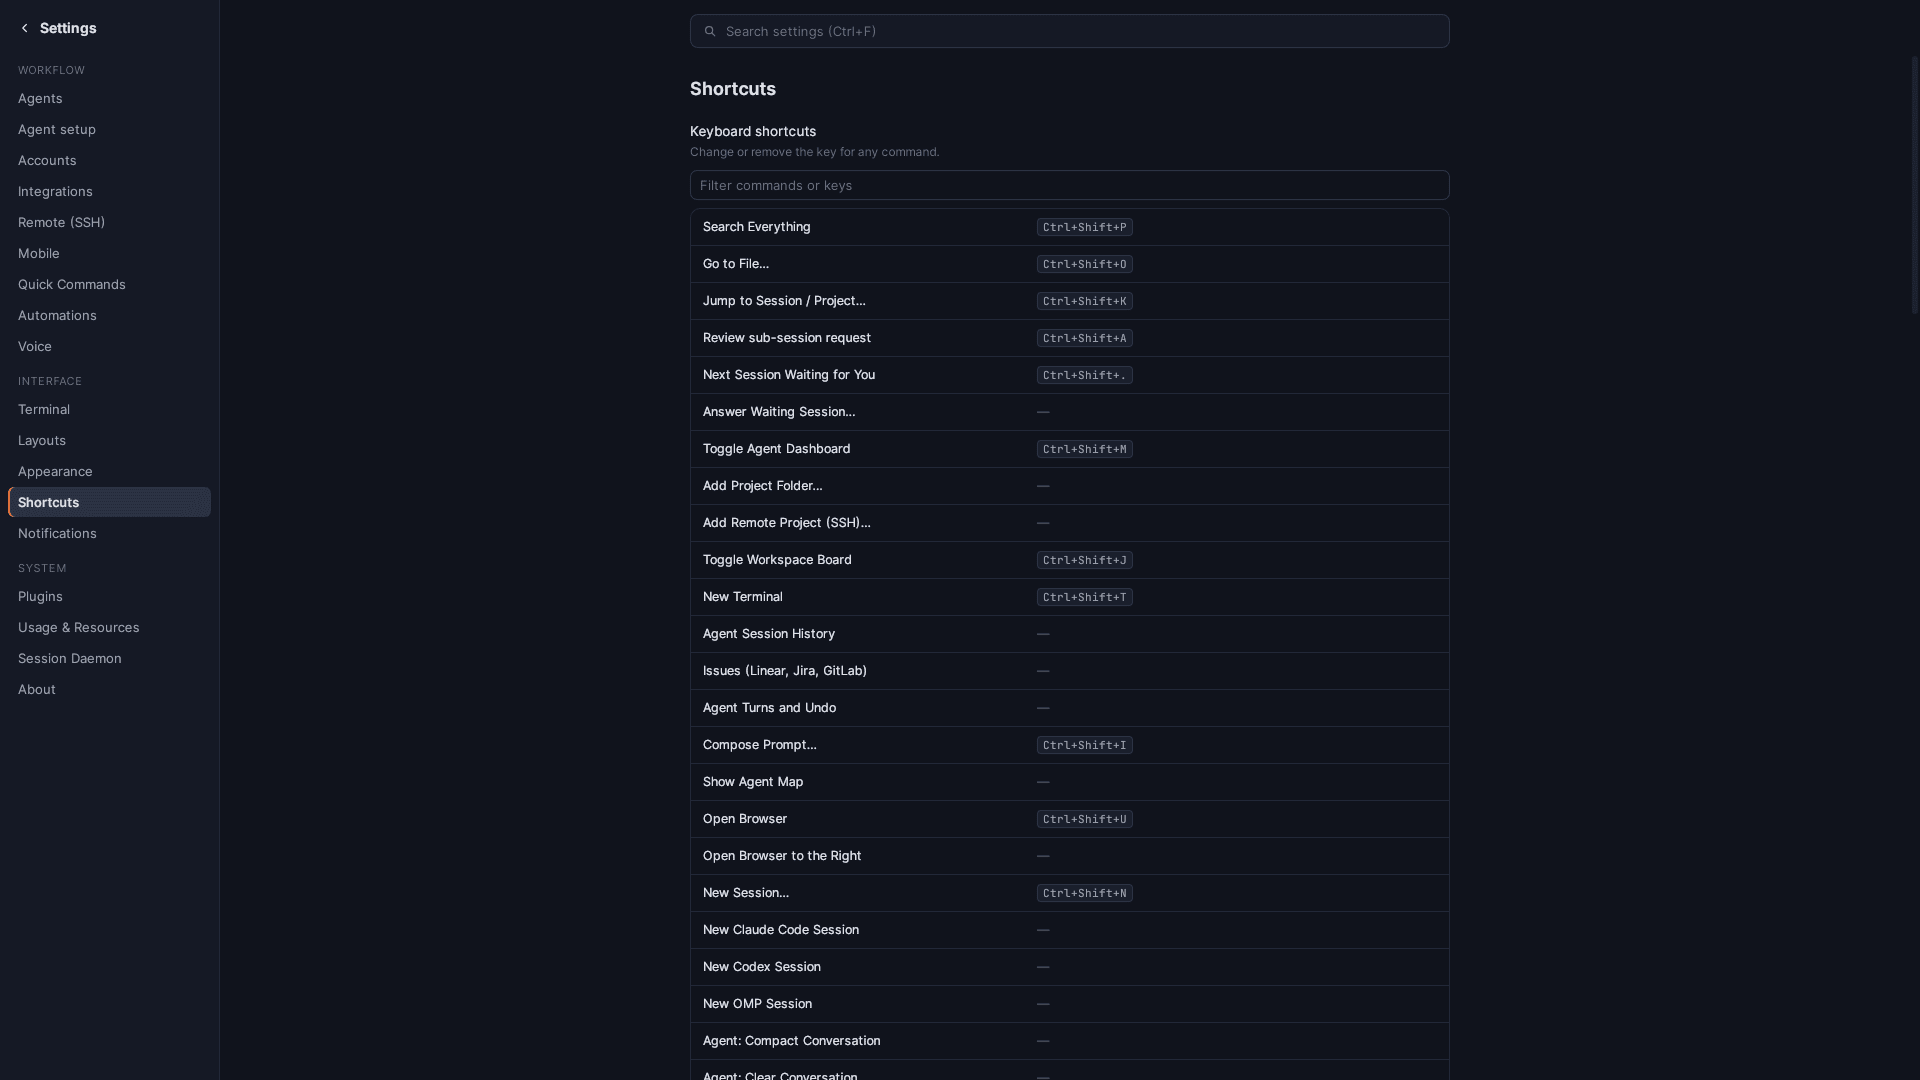 Settings
WORKFLOW
Agents
Agent setup
Accounts
Integrations
Remote (SSH)
Mobile
Quick Commands
Automations
Voice
INTERFACE
Terminal
Layouts
Appearance
Shortcuts
Notifications
SYSTEM
Plugins
Usage & Resources
Session Daemon
About
Search settings (Ctrl+F)
Shortcuts
Keyboard shortcuts
Change or remove the key for any command.
Filter commands or keys
Search Everything Ctrl+Shift+P
Go to File... Ctrl+Shift+O
Jump to Session / Project... Ctrl+Shift+K
Review sub-session request Ctrl+Shift+A
Next Session Waiting for You Ctrl+Shift+.
Answer Waiting Session... —
Toggle Agent Dashboard Ctrl+Shift+M
Add Project Folder... —
Add Remote Project (SSH)... —
Toggle Workspace Board Ctrl+Shift+J
New Terminal Ctrl+Shift+T
Agent Session History —
Issues (Linear, Jira, GitLab) —
Agent Turns and Undo —
Compose Prompt... Ctrl+Shift+I
Show Agent Map —
Open Browser Ctrl+Shift+U
Open Browser to the Right —
New Session... Ctrl+Shift+N
New Claude Code Session —
New Codex Session —
New OMP Session —
Agent: Compact Conversation —
Agent: Clear Conversation —